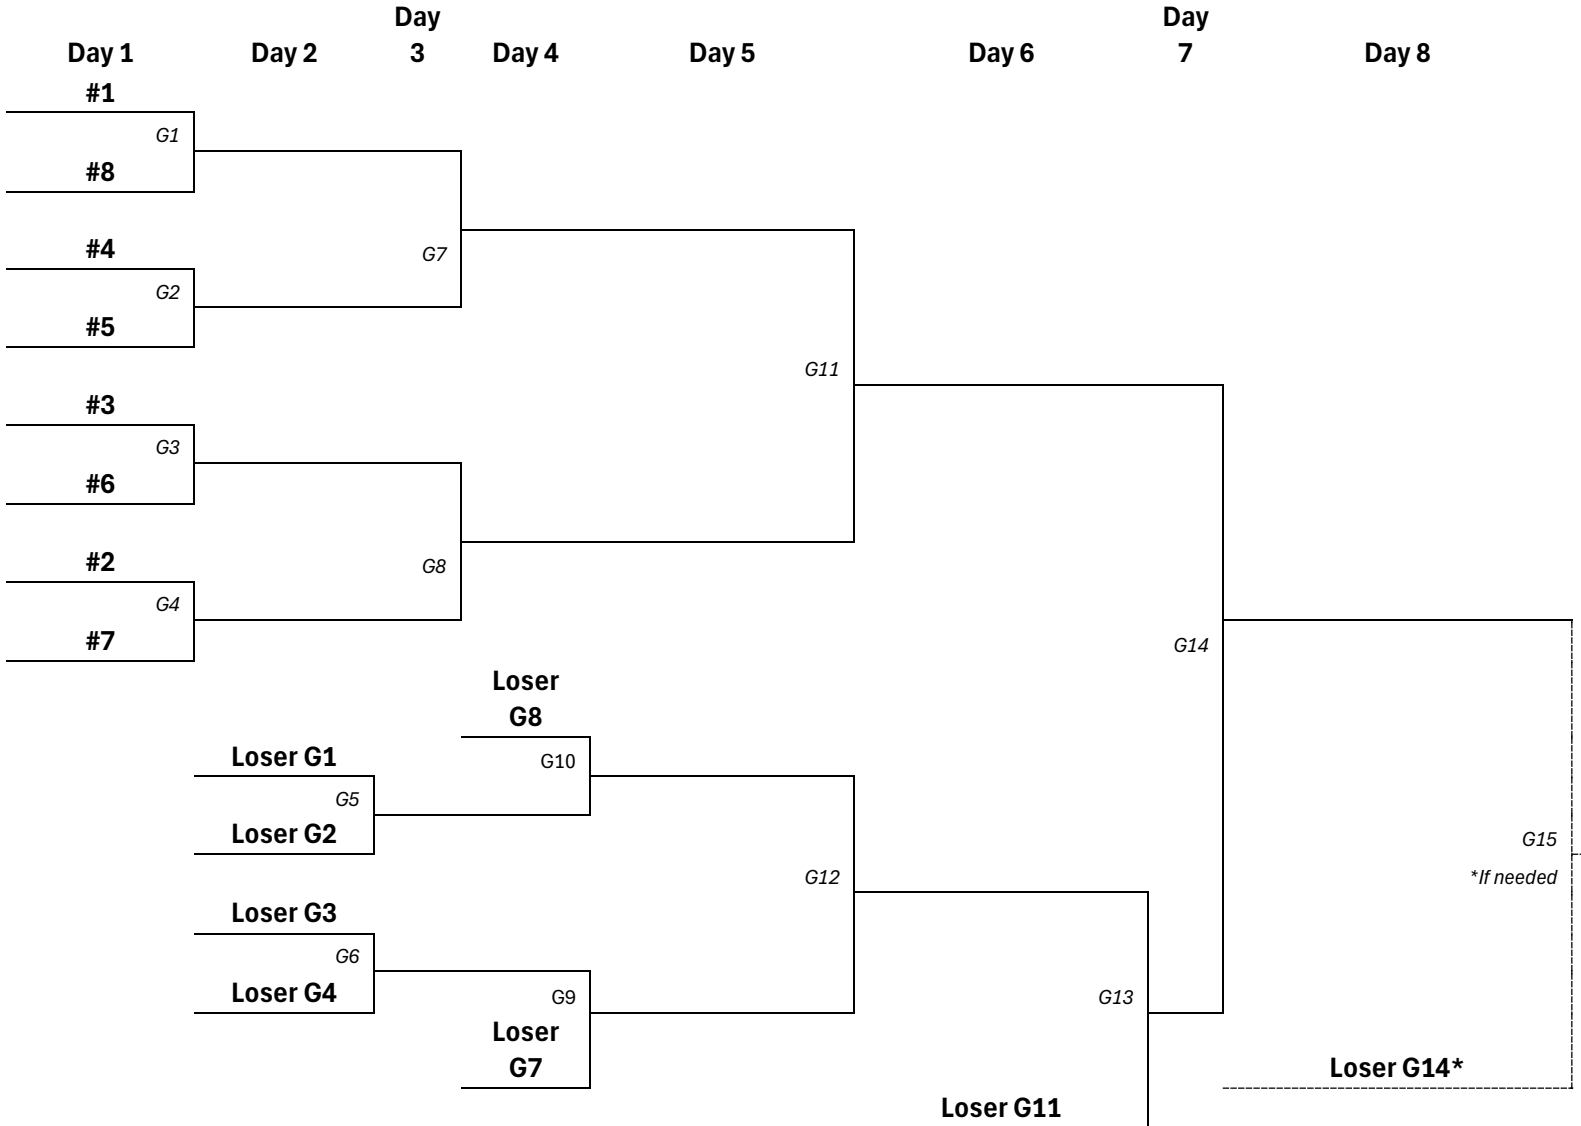 Day 1
Day 2
Day
3
Day 4
Day 5
Day 6
Day
7
Day 8
#1
G1
#8
#4
G2
#5
G7
#3
G3
#6
G11
#2
G4
#7
G8
G14
Loser
G8
G10
Loser G1
G5
Loser G2
G12
G15
*If needed
Loser G3
G6
Loser G4
G9
Loser
G7
G13
Loser G14*
Loser G11